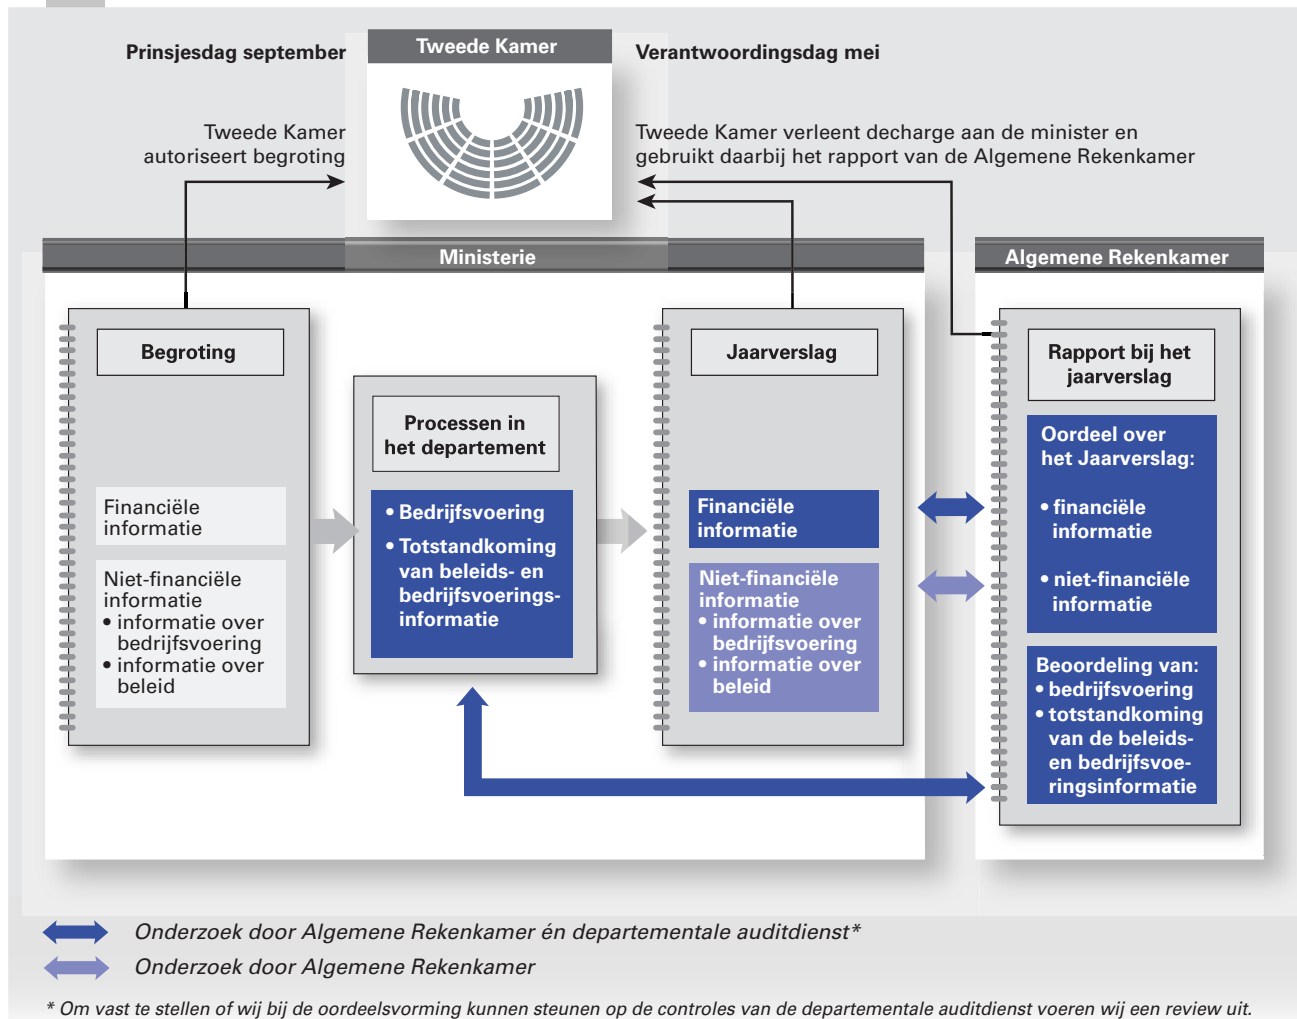 Prinsjesdag september
Tweede Kamer
Verantwoordingsdag mei
Tweede Kamer
autoriseert begroting
Tweede Kamer verleent decharge aan de minister en
gebruikt daarbij het rapport van de Algemene Rekenkamer
Ministerie
Algemene Rekenkamer
Begroting
Financiële
informatie
Niet-financiële
informatie
• informatie over
bedrijfsvoering
• informatie over
beleid
Processen in
het departement
• Bedrijfsvoering
• Totstandkoming
van beleids- en
bedrijfsvoerings-
informatie
Jaarverslag
Financiële
informatie
Niet-financiële
informatie
• informatie over
bedrijfsvoering
• informatie over
beleid
Rapport bij het
jaarverslag
Oordeel over
het Jaarverslag:
• financiële
informatie
• niet-financiële
informatie
Beoordeling van:
• bedrijfsvoering
• totstandkoming
van de beleids-
en bedrijfsvoe-
ringsinformatie
Onderzoek door Algemene Rekenkamer én departementale auditdienst*
Onderzoek door Algemene Rekenkamer
* Om vast te stellen of wij bij de oordeelsvorming kunnen steunen op de controles van de departementale auditdienst voeren wij een review uit.